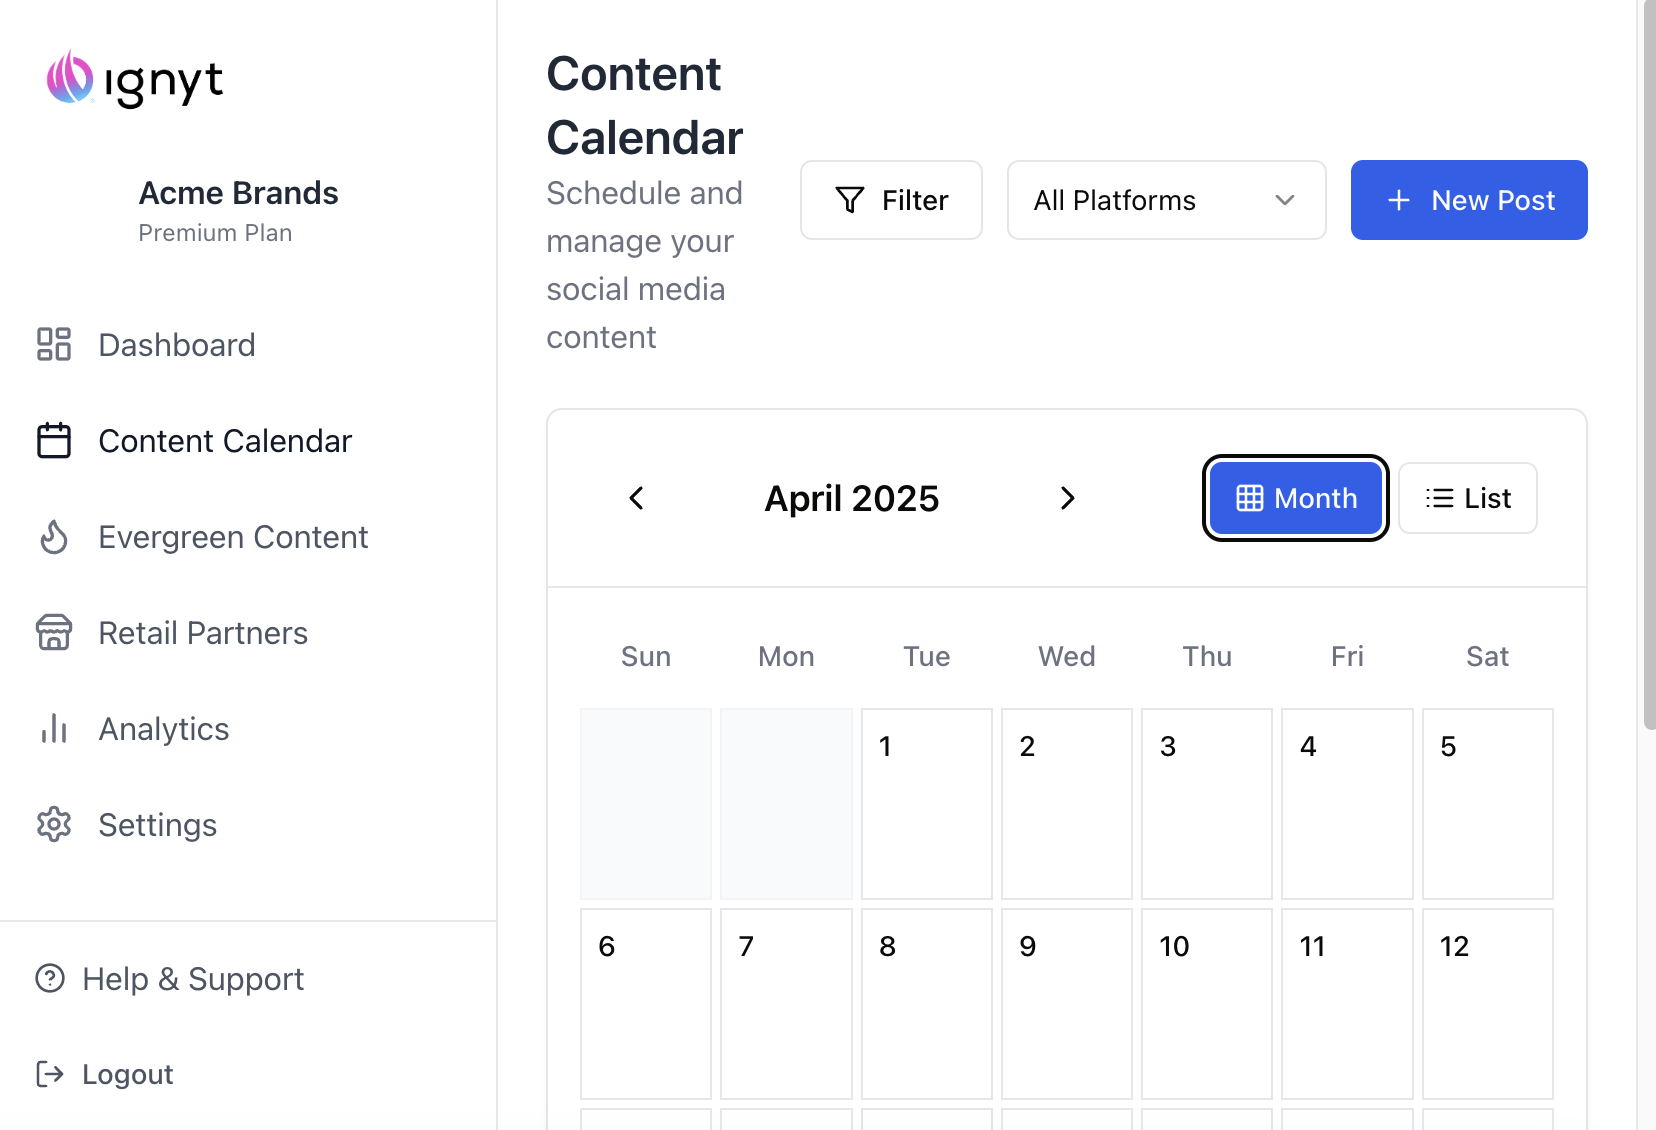 ignyt
Acme Brands
Premium Plan
Dashboard
Content Calendar
Evergreen Content
Retail Partners
Analytics
Settings
Help & Support
Logout
Content
Calendar
Schedule and
manage your
social media
content
Filter
All Platforms
New Post
April 2025
Month
List
Sun Mon Tue Wed Thu Fri Sat
1 2 3 4 5
6 7 8 9 10 11 12